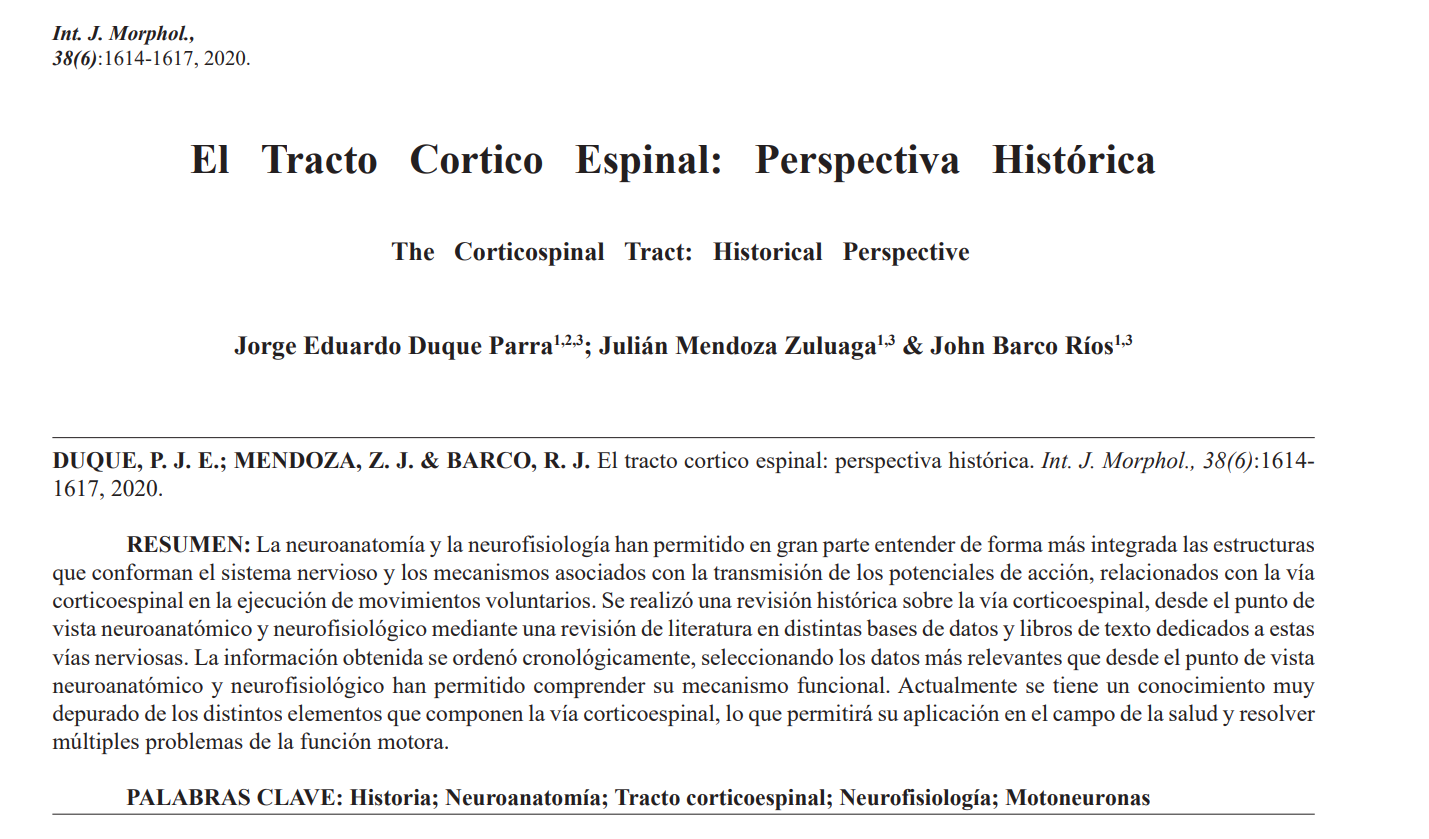 Int. J. Morphol.,
38(6):1614-1617, 2020.
El Tracto Cortico Espinal: Perspectiva Histórica
The Corticospinal Tract: Historical Perspective
Jorge Eduardo Duque Parra1,2,3; Julián Mendoza Zuluaga1,3 & John Barco Ríos1,3
DUQUE, P. J. E.; MENDOZA, Z. J. & BARCO, R. J. El tracto cortico espinal: perspectiva histórica. Int. J. Morphol., 38(6):1614-
1617, 2020.
RESUMEN: La neuroanatomía y la neurofisiología han permitido en gran parte entender de forma más integrada las estructuras
que conforman el sistema nervioso y los mecanismos asociados con la transmisión de los potenciales de acción, relacionados con la vía
corticoespinal en la ejecución de movimientos voluntarios. Se realizó una revisión histórica sobre la vía corticoespinal, desde el punto de
vista neuroanatómico y neurofisiológico mediante una revisión de literatura en distintas bases de datos y libros de texto dedicados a estas
vías nerviosas. La información obtenida se ordenó cronológicamente, seleccionando los datos más relevantes que desde el punto de vista
neuroanatómico y neurofisiológico han permitido comprender su mecanismo funcional. Actualmente se tiene un conocimiento muy
depurado de los distintos elementos que componen la vía corticoespinal, lo que permitirá su aplicación en el campo de la salud y resolver
múltiples problemas de la función motora.
PALABRAS CLAVE: Historia; Neuroanatomía; Tracto corticoespinal; Neurofisiología; Motoneuronas